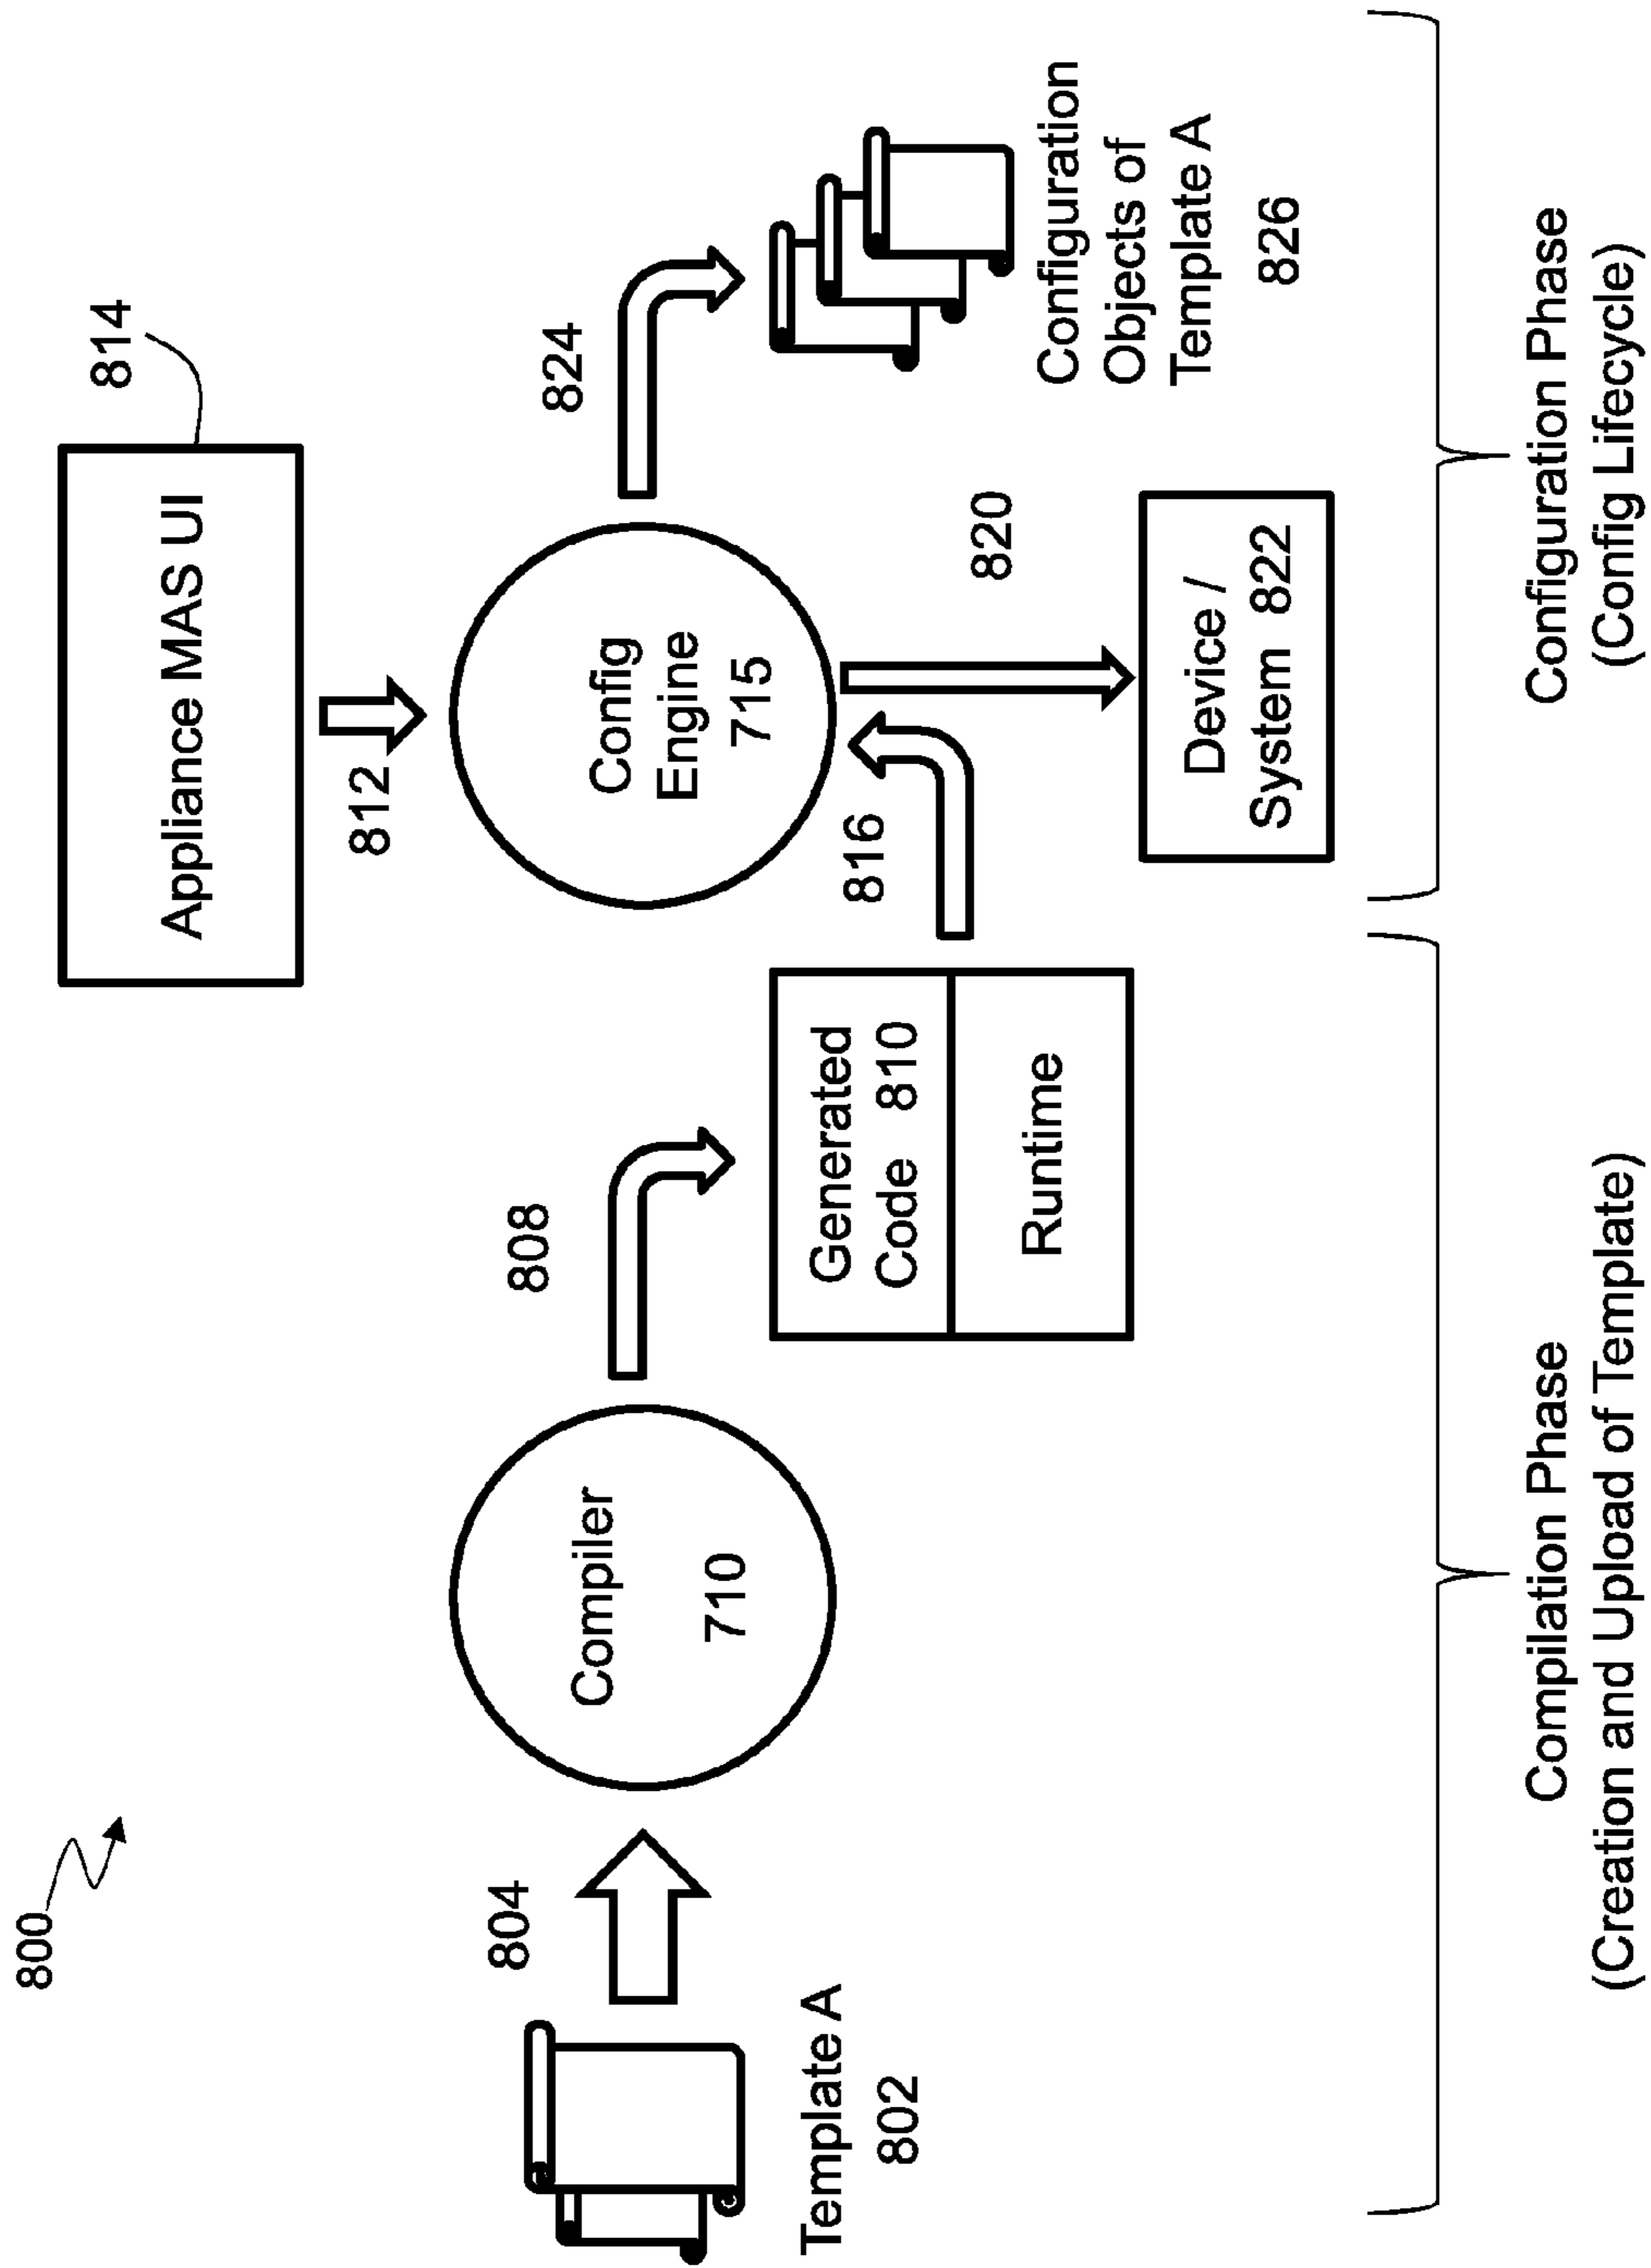 800
Appliance MAS UI
814
812
Template A
802
804
Compiler
710
808
Generated
Code 810
Runtime
816
Config
Engine
715
820
Device /
System 822
824
Configuration
Objects of
Template A
826
Compilation Phase
(Creation and Upload of Template)
Configuration Phase
(Config Lifecycle)